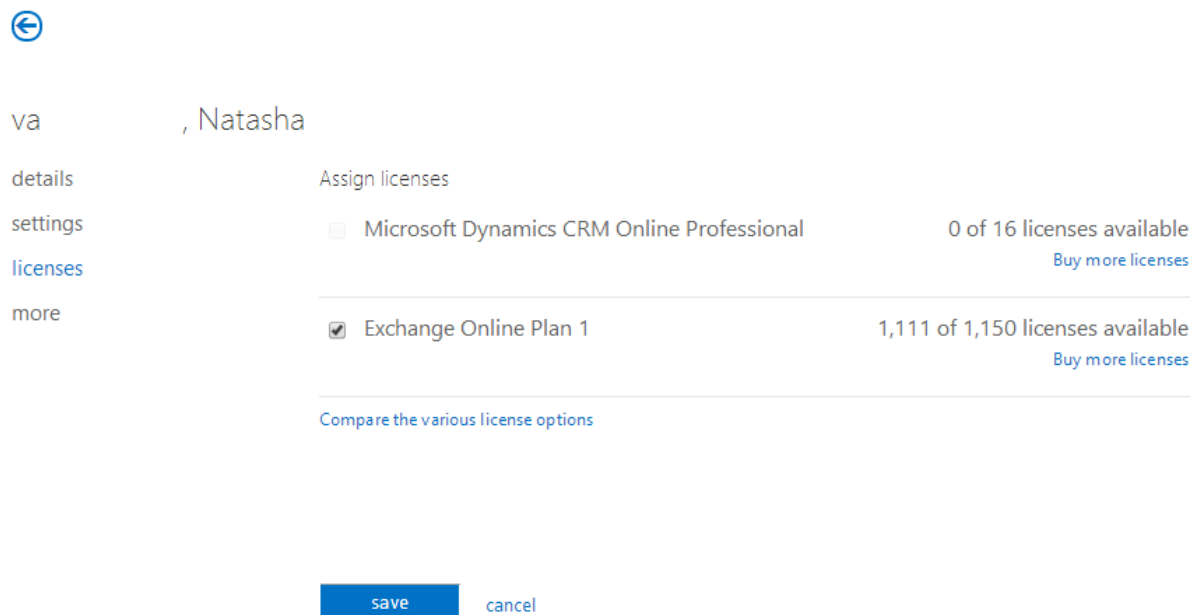 va , Natasha
details
settings
licenses
more
Assign licenses
Microsoft Dynamics CRM Online Professional 0 of 16 licenses available
Buy more licenses
Exchange Online Plan 1 1,111 of 1,150 licenses available
Buy more licenses
Compare the various license options
save cancel